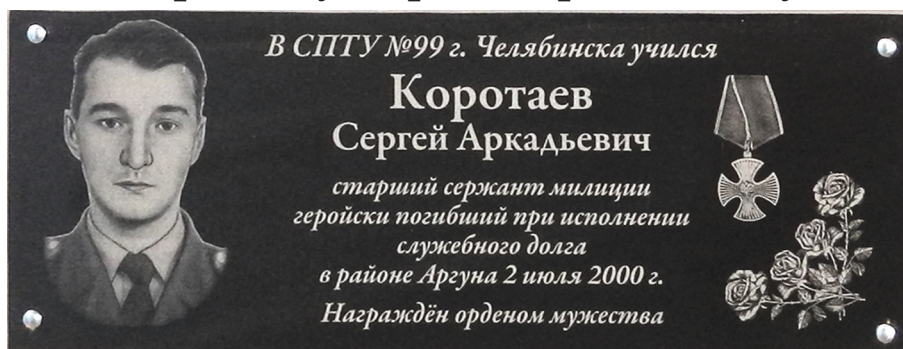 В СПТУ №99 г. Челябинска учился
Коротаев
Сергей Аркадьевич
старший сержант милиции
геройски погибший при исполнении
служебного долга
в районе Аргуна 2 июля 2000 г.
Награждён орденом мужества